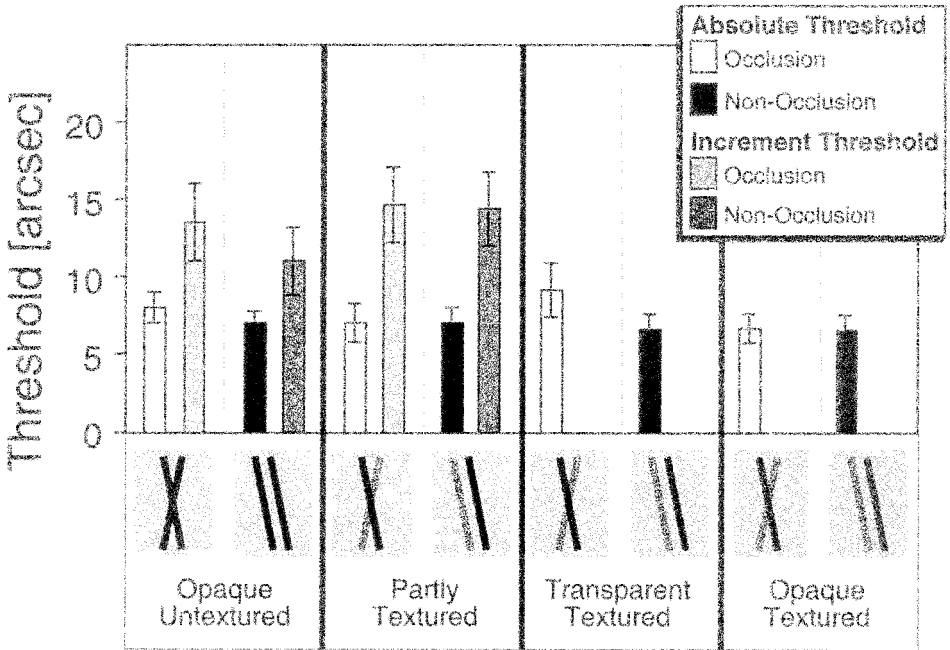 Absolute Threshold
Occlusion
Non-Occlusion
Increment Threshold
Occlusion
Non-Occlusion
Threshold [arcsec]
20
15
10
5
0
Opaque
Untextured
Partly
Textured
Transparent
Textured
Opaque
Textured